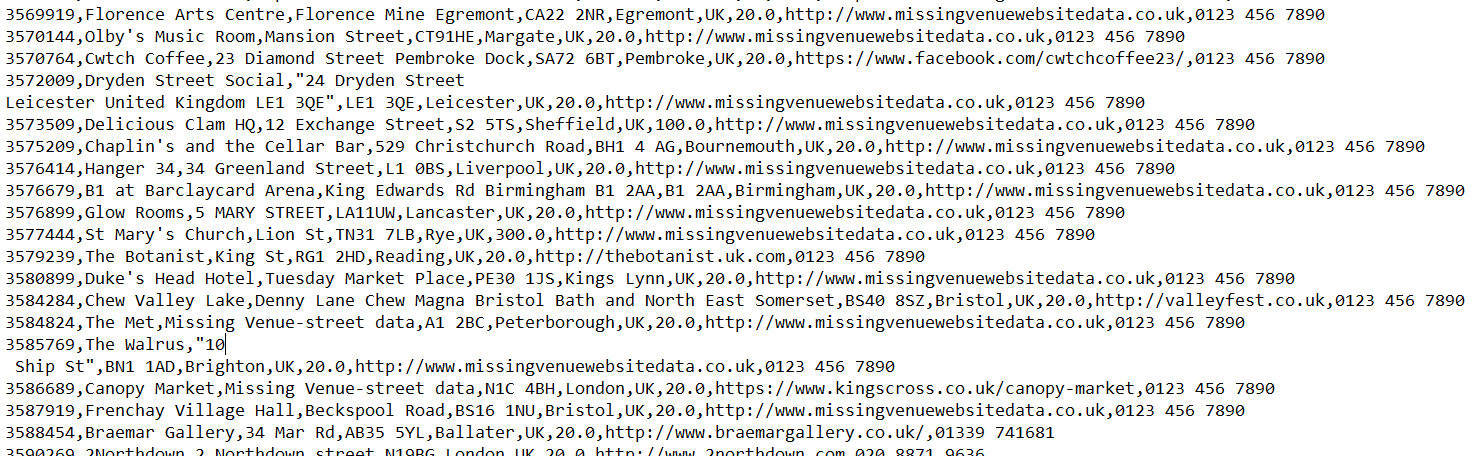 3569919,Florence Arts Centre,Florence Mine Egremont,CA22 2NR,Egremont,UK,20.0,http://www.missingvenuewebsitedata.co.uk,0123 456 7890
3570144,Olby's Music Room,Mansion Street,CT91HE,Margate,UK,20.0,http://www.missingvenuewebsitedata.co.uk,0123 456 7890
3570764,Cwtch Coffee,23 Diamond Street Pembroke Dock,SA72 6BT,Pembroke,UK,20.0,https://www.facebook.com/cwtchcoffee23/,0123 456 7890
3572009,Dryden Street Social,"24 Dryden Street
Leicester United Kingdom LE1 3QE",LE1 3QE,Leicester,UK,20.0,http://www.missingvenuewebsitedata.co.uk,0123 456 7890
3573509,Delicious Clam HQ,12 Exchange Street,S2 5TS,Sheffield,UK,100.0,http://www.missingvenuewebsitedata.co.uk,0123 456 7890
3575209,Chaplin's and the Cellar Bar,529 Christchurch Road,BH1 4 AG,Bournemouth,UK,20.0,http://www.missingvenuewebsitedata.co.uk,0123 456 7890
3576414,Hanger 34,34 Greenland Street,L1 0BS,Liverpool,UK,20.0,http://www.missingvenuewebsitedata.co.uk,0123 456 7890
3576679,B1 at Barclaycard Arena,King Edwards Rd Birmingham B1 2AA,B1 2AA,Birmingham,UK,20.0,http://www.missingvenuewebsitedata.co.uk,0123 456 7890
3576899,Glow Rooms,5 MARY STREET,LA11UW,Lancaster,UK,20.0,http://www.missingvenuewebsitedata.co.uk,0123 456 7890
3577444,St Mary's Church,Lion St,TN31 7LB,Rye,UK,300.0,http://www.missingvenuewebsitedata.co.uk,0123 456 7890
3579239,The Botanist,King St,RG1 2HD,Reading,UK,20.0,http://thebotanist.uk.com,0123 456 7890
3580899,Duke's Head Hotel,Tuesday Market Place,PE30 1JS,Kings Lynn,UK,20.0,http://www.missingvenuewebsitedata.co.uk,0123 456 7890
3584284,Chew Valley Lake,Denny Lane Chew Magna Bristol Bath and North East Somerset,BS40 8SZ,Bristol,UK,20.0,http://valleyfest.co.uk,0123 456 7890
3584824,The Met,Missing Venue-street data,A1 2BC,Peterborough,UK,20.0,http://www.missingvenuewebsitedata.co.uk,0123 456 7890
3585769,The Walrus,"10
Ship St",BN1 1AD,Brighton,UK,20.0,http://www.missingvenuewebsitedata.co.uk,0123 456 7890
3586689,Canopy Market,Missing Venue-street data,N1C 4BH,London,UK,20.0,https://www.kingscross.co.uk/canopy-market,0123 456 7890
3587919,Frenchay Village Hall,Beckspool Road,BS16 1NU,Bristol,UK,20.0,http://www.missingvenuewebsitedata.co.uk,0123 456 7890
3588454,Braemar Gallery,34 Mar Rd,AB35 5YL,Ballater,UK,20.0,http://www.braemargallery.co.uk/,01339 741681
3590269,2Northdown,2 Northdown street,N19BG,London,UK,20.0,http://www.2northdown.com,020 8871 9636